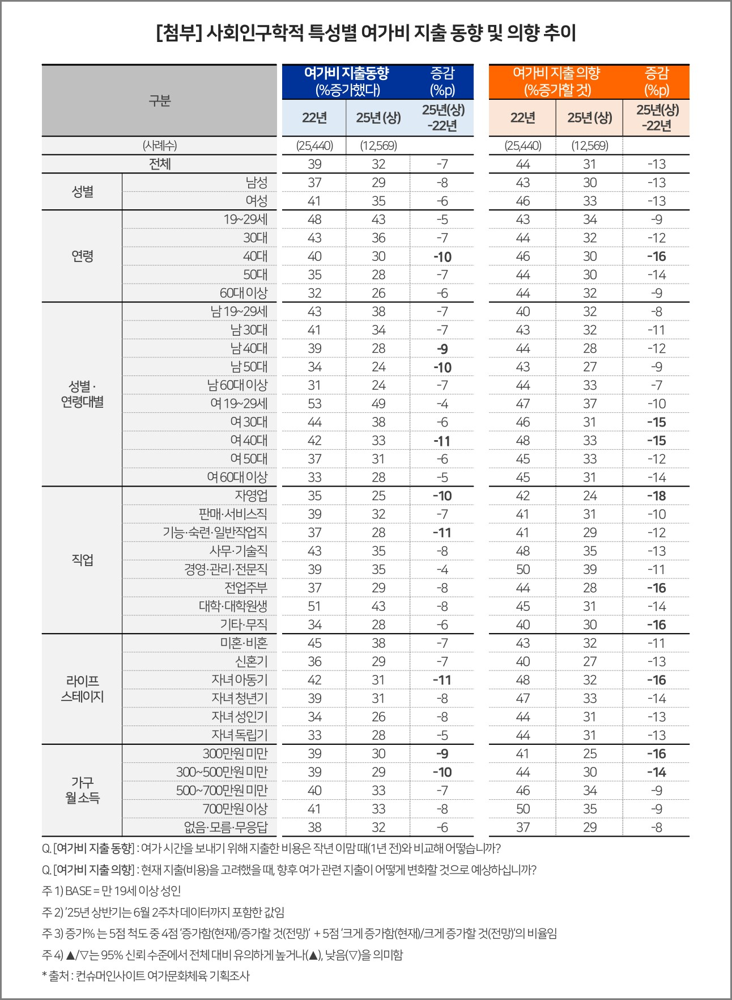 [첨부] 사회인구학적 특성별 여가비 지출 동향 및 의향 추이
구분 여가비 지출동향 (%증가했다) 증감 (%p) 여가비 지출 의향 (%증가할 것) 증감 (%p)
22년 25년 (상) 25년(상) -22년 22년 25년 (상) 25년(상) -22년
(사례수) (25,440) (12,569) (25,440) (12,569)
전체 39 32 -7 44 31 -13
성별 남성 37 29 -8 43 30 -13
여성 41 35 -6 46 33 -13
연령 19~29세 48 43 -5 43 34 -9
30대 43 36 -7 44 32 -12
40대 40 30 -10 46 30 -16
50대 35 28 -7 44 30 -14
60대 이상 32 26 -6 44 32 -9
성별 · 연령대별 남 19~29세 43 38 -7 40 32 -8
남 30대 41 34 -7 43 32 -11
남 40대 39 28 -9 44 28 -12
남 50대 34 24 -10 43 27 -9
남 60대 이상 31 24 -7 44 33 -7
여 19~29세 53 49 -4 47 37 -10
여 30대 44 38 -6 46 31 -15
여 40대 42 33 -11 48 33 -15
여 50대 37 31 -6 45 33 -12
여 60대 이상 33 28 -5 45 31 -14
직업 자영업 35 25 -10 42 24 -18
판매·서비스직 39 32 -7 41 31 -10
기능·숙련·일반작업직 37 28 -11 41 29 -12
사무·기술직 43 35 -8 48 35 -13
경영·관리·전문직 39 35 -4 50 39 -11
전업주부 37 29 -8 44 28 -16
대학·대학원생 51 43 -8 45 31 -14
기타·무직 34 28 -6 40 30 -16
라이프 스테이지 미혼·비혼 45 38 -7 43 32 -11
신혼기 36 29 -7 40 27 -13
자녀 아동기 42 31 -11 48 32 -16
자녀 청년기 39 31 -8 47 33 -14
자녀 성인기 34 26 -8 44 31 -13
자녀 독립기 33 28 -5 44 31 -13
가구 월 소득 300만원 미만 39 30 -9 41 25 -16
300~500만원 미만 39 29 -10 44 30 -14
500~700만원 미만 40 33 -7 46 34 -9
700만원 이상 41 33 -8 50 35 -9
없음·모름·무응답 38 32 -6 37 29 -8
Q. [여가비 지출 동향] : 여가 시간을 보내기 위해 지출한 비용은 작년 이맘 때(1년 전)와 비교해 어떻습니까?
Q. [여가비 지출 의향] : 현재 지출(비용)을 고려했을 때, 향후 여가 관련 지출이 어떻게 변화할 것으로 예상하십니까?
주 1) BASE = 만 19세 이상 성인
주 2) ’25년 상반기는 6월 2주차 데이터까지 포함한 값임
주 3) 증가% 는 5점 척도 중 4점 ‘증가함(현재)/증가할 것(전망)‘ + 5점 ‘크게 증가함(현재)/크게 증가할 것(전망)’의 비율임
주 4) ▲/▽는 95% 신뢰 수준에서 전체 대비 유의하게 높거나(▲), 낮음(▽)을 의미함
* 출처 : 컨슈머인사이트 여가문화체육 기획조사